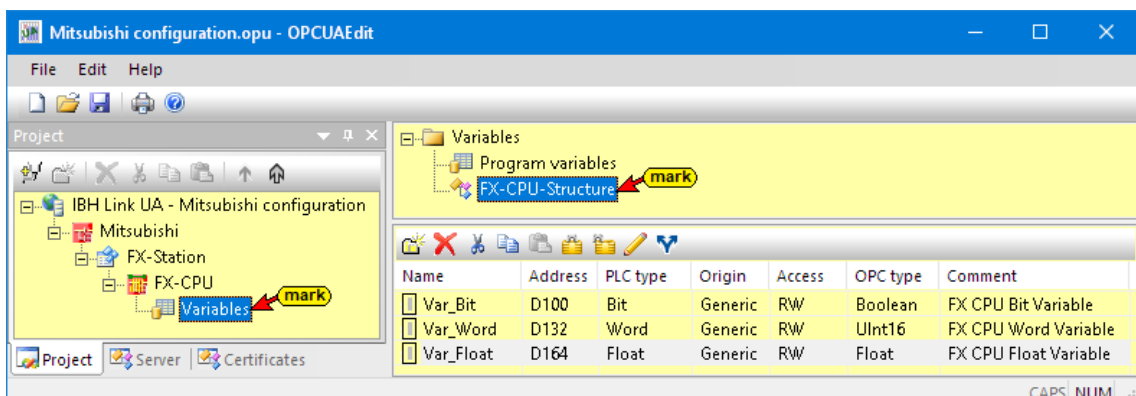 Mitsubishi configuration.opu - OPCUAEdit
File Edit Help
Project
IBH Link UA - Mitsubishi configuration
Mitsubishi
FX-Station
FX-CPU
Variables mark
Project Server Certificates
Variables
Program variables
FX-CPU-Structure mark
Name Address PLC type Origin Access OPC type Comment
Var_Bit D100 Bit Generic RW Boolean FX CPU Bit Variable
Var_Word D132 Word Generic RW UInt16 FX CPU Word Variable
Var_Float D164 Float Generic RW Float FX CPU Float Variable
CAPS NUM